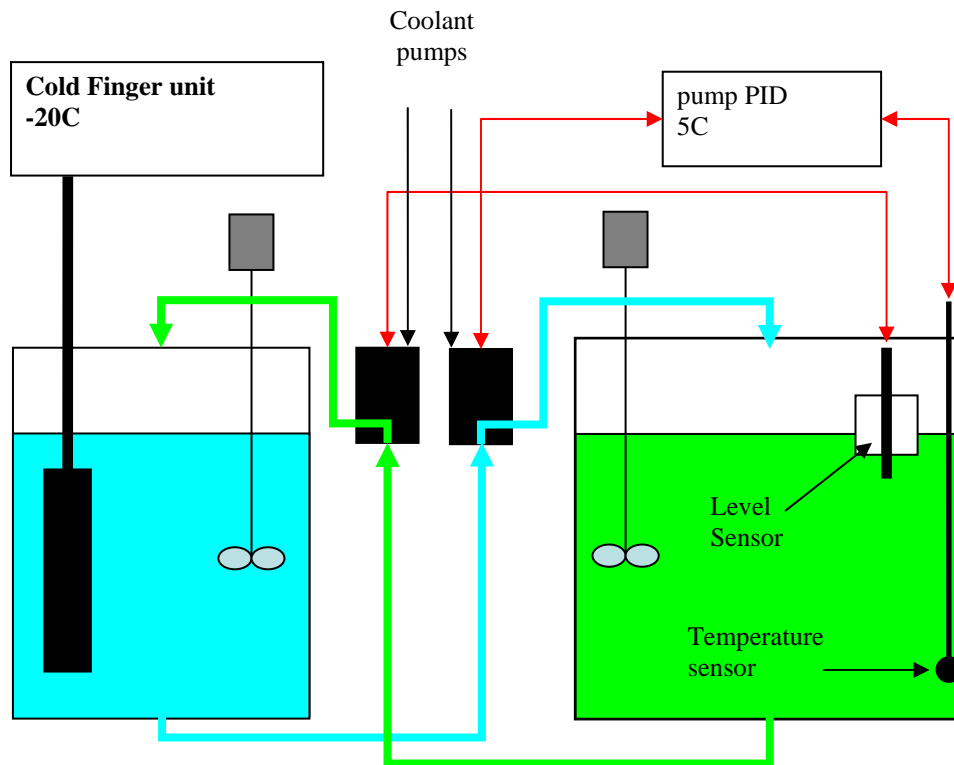 Coolant
pumps
Cold Finger unit
-20C
pump PID
5C
Level
Sensor
Temperature
sensor